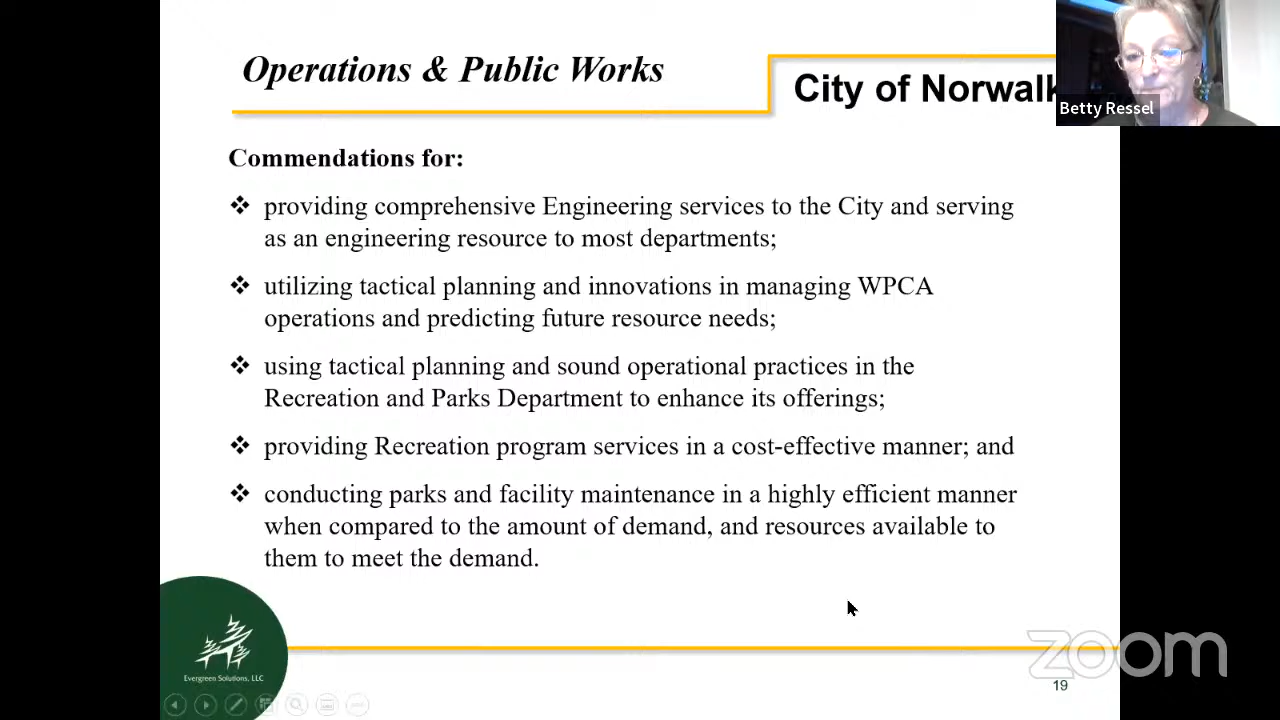 Operations & Public Works
City of Norwalk
Betty Ressel
Commendations for:
❖ providing comprehensive Engineering services to the City and serving
as an engineering resource to most departments;
❖ utilizing tactical planning and innovations in managing WPCA
operations and predicting future resource needs;
❖ using tactical planning and sound operational practices in the
Recreation and Parks Department to enhance its offerings;
❖ providing Recreation program services in a cost-effective manner; and
❖ conducting parks and facility maintenance in a highly efficient manner
when compared to the amount of demand, and resources available to
them to meet the demand.
Evergreen Solutions, LLC
zoom
19